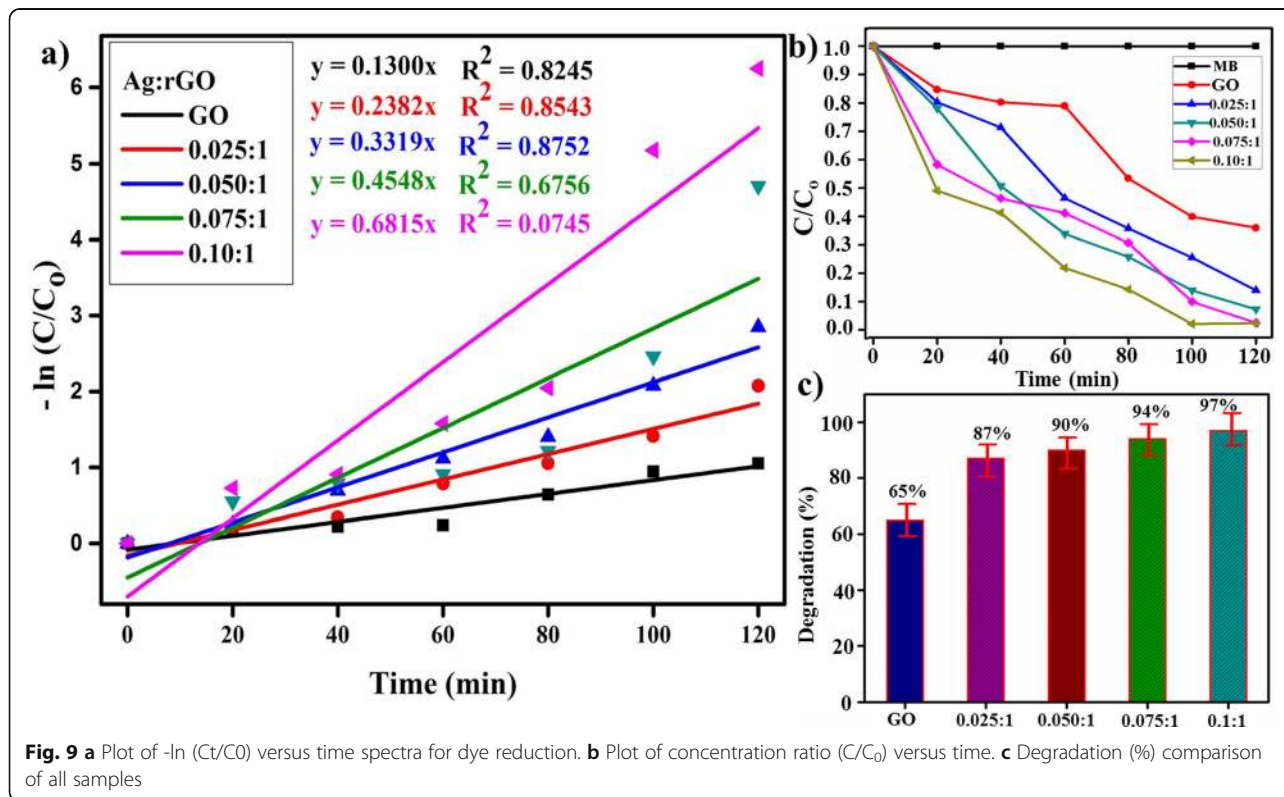 a)
Ag:rGO
GO
0.025:1
0.050:1
0.075:1
0.10:1
y = 0.1300x R² = 0.8245
y = 0.2382x R² = 0.8543
y = 0.3319x R² = 0.8752
y = 0.4548x R² = 0.6756
y = 0.6815x R² = 0.0745
- ln (C/C₀)
6
5
4
3
2
1
0
0 20 40 60 80 100 120
Time (min)
b)
MB
GO
0.025:1
0.050:1
0.075:1
0.10:1
C/C₀
1.0
0.9
0.8
0.7
0.6
0.5
0.4
0.3
0.2
0.1
0.0
0 20 40 60 80 100 120
Time (min)
c)
Degradation (%)
100
80
60
40
20
0
65%
87%
90%
94%
97%
GO 0.025:1 0.050:1 0.075:1 0.1:1
Fig. 9 a Plot of -ln (Ct/C0) versus time spectra for dye reduction. b Plot of concentration ratio (C/C₀) versus time. c Degradation (%) comparison
of all samples